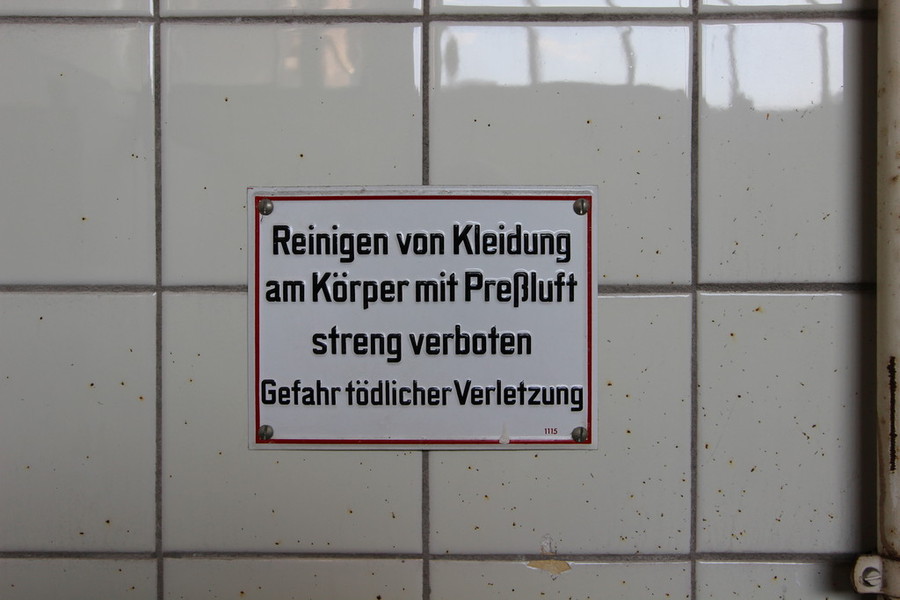 Reinigen von Kleidung
am Körper mit Preßluft
streng verboten
Gefahr tödlicher Verletzung
1115